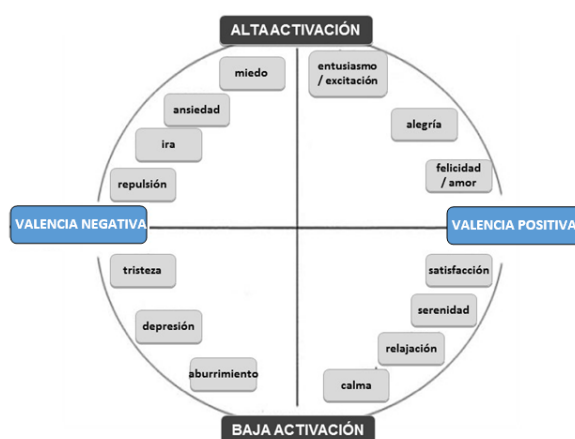 ALTA ACTIVACIÓN
miedo
entusiasmo
/ excitación
ansiedad
alegría
ira
felicidad
/ amor
repulsión
VALENCIA NEGATIVA
VALENCIA POSITIVA
tristeza
satisfacción
serenidad
depresión
relajación
aburrimiento
calma
BAJA ACTIVACIÓN